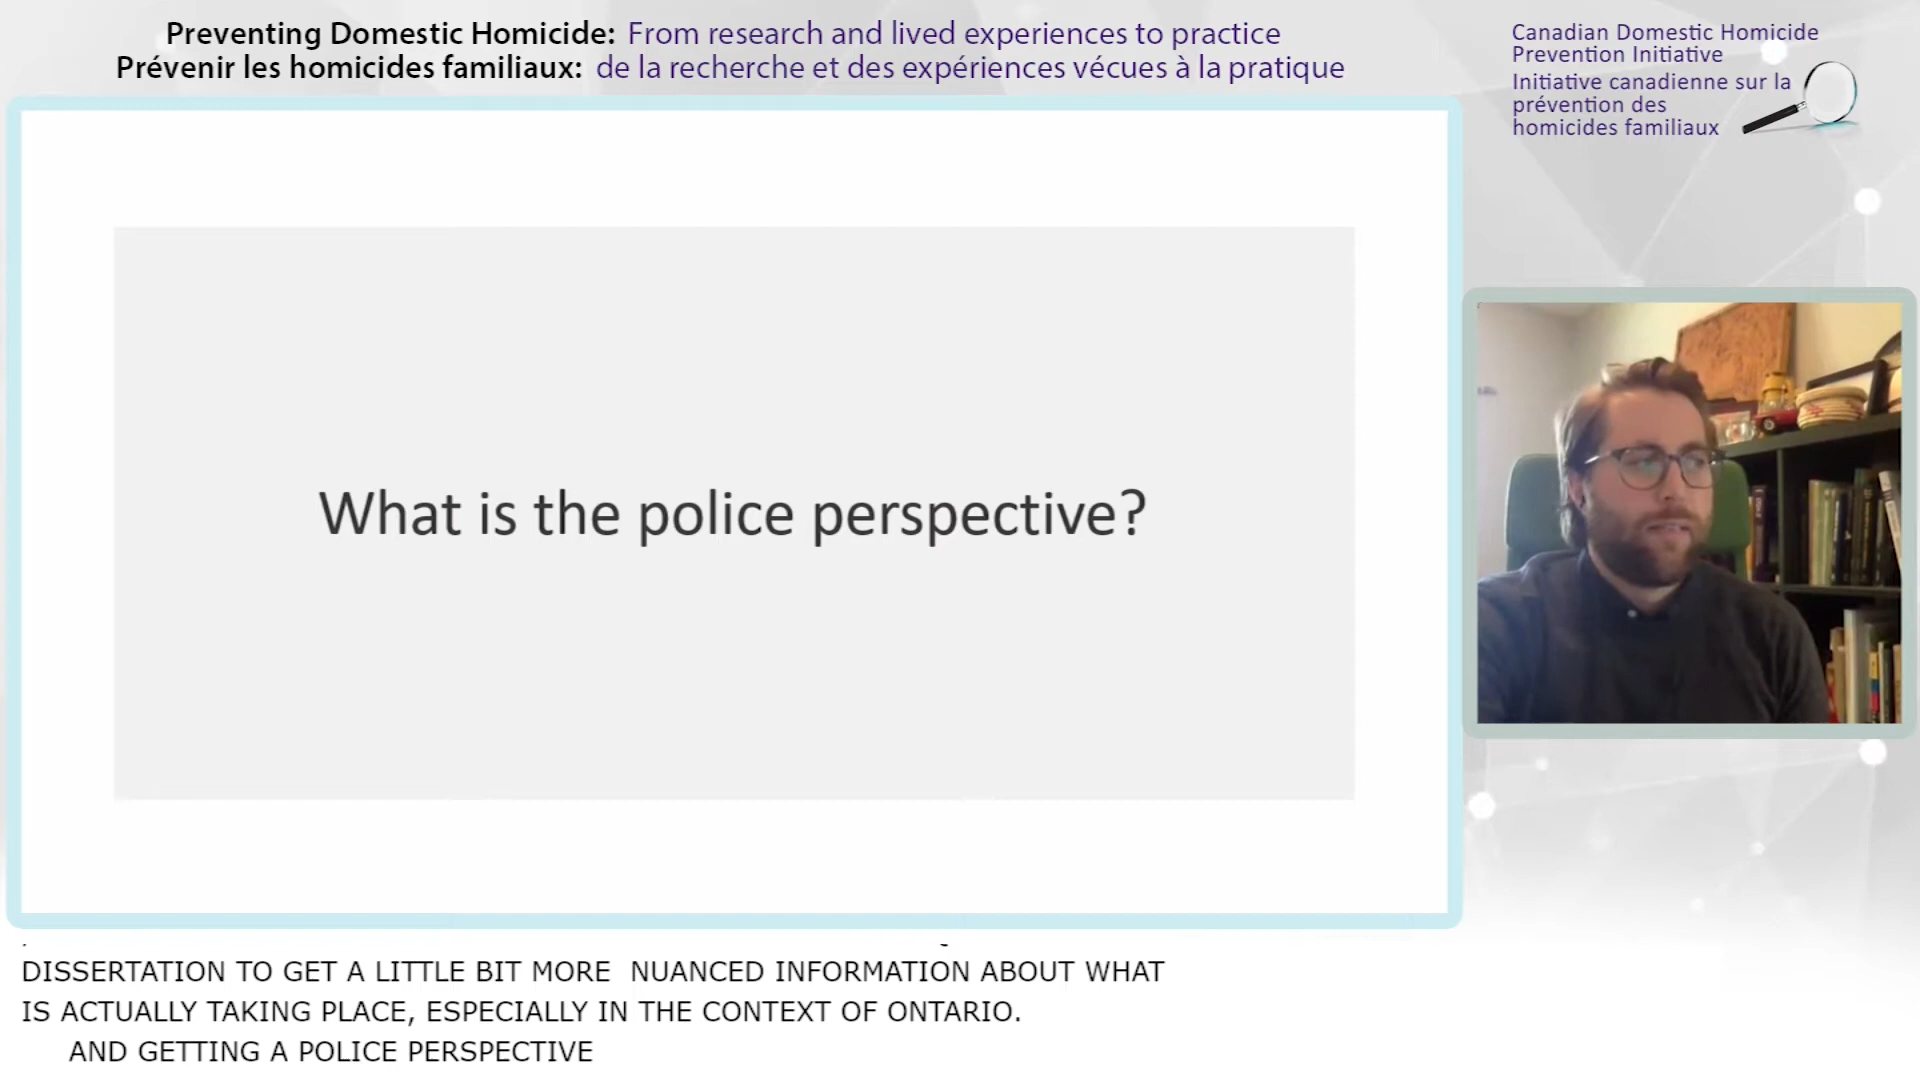 Preventing Domestic Homicide: From research and lived experiences to practice
Prévenir les homicides familiaux: de la recherche et des expériences vécues à la pratique
Canadian Domestic Homicide
Prevention Initiative
Initiative canadienne sur la
prévention des
homicides familiaux
What is the police perspective?
DISSERTATION TO GET A LITTLE BIT MORE NUANCED INFORMATION ABOUT WHAT
IS ACTUALLY TAKING PLACE, ESPECIALLY IN THE CONTEXT OF ONTARIO.
AND GETTING A POLICE PERSPECTIVE